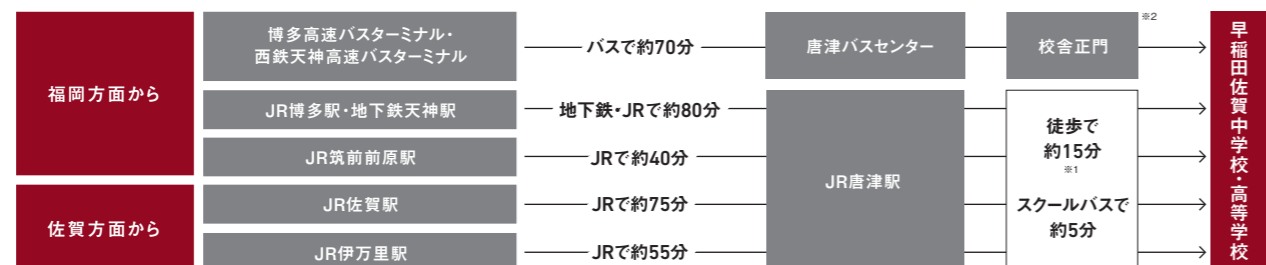 福岡方面から
博多高速バスターミナル・
西鉄天神高速バスターミナル
バスで約70分
唐津バスセンター
校舎正門
※2
JR博多駅・地下鉄天神駅
地下鉄・JRで約80分
JR筑前前原駅
JRで約40分
佐賀方面から
JR佐賀駅
JRで約75分
JR伊万里駅
JRで約55分
JR唐津駅
徒歩で
約15分
※1
スクールバスで
約5分
早稲田佐賀中学校・高等学校